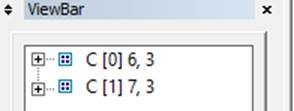 ViewBar
C [0] 6, 3
C [1] 7, 3